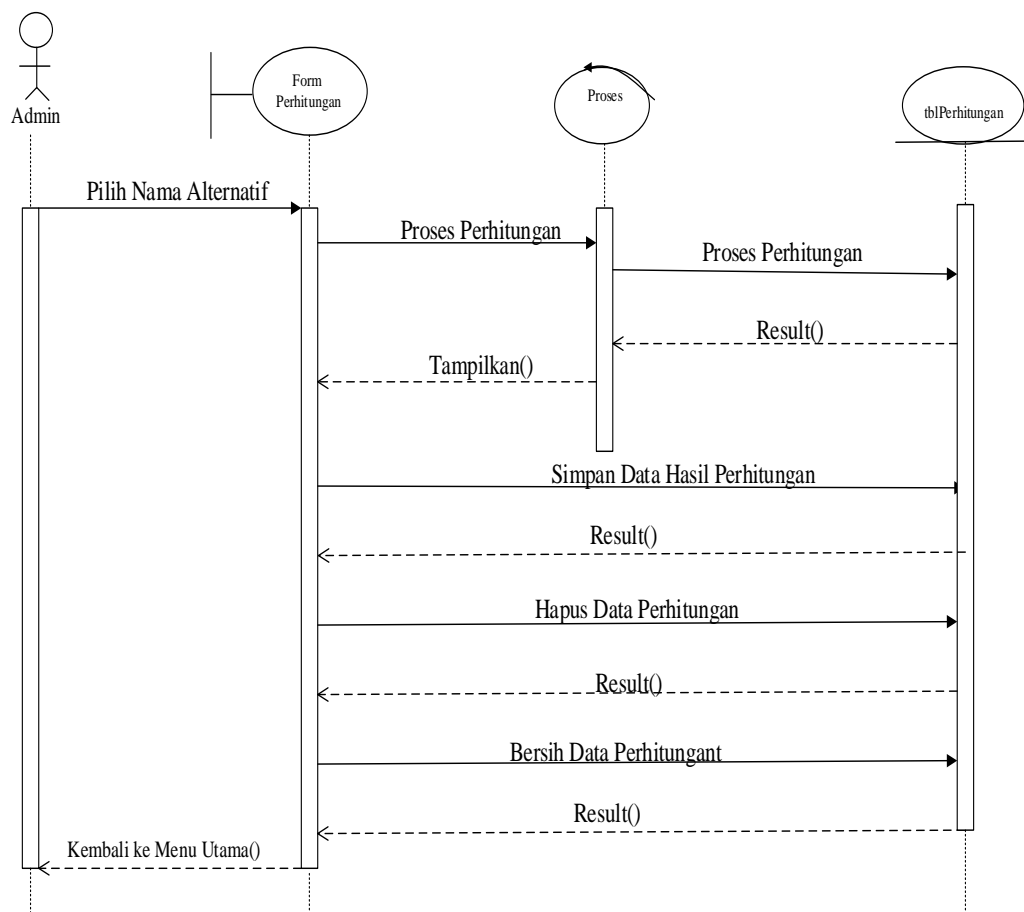 Form
Perhitungan
Proses
tblPerhitungan
Admin
Pilih Nama Alternatif
Proses Perhitungan
Proses Perhitungan
Result()
Tampilkan()
Simpan Data Hasil Perhitungan
Result()
Hapus Data Perhitungan
Result()
Bersih Data Perhitungant
Result()
Kembali ke Menu Utama()